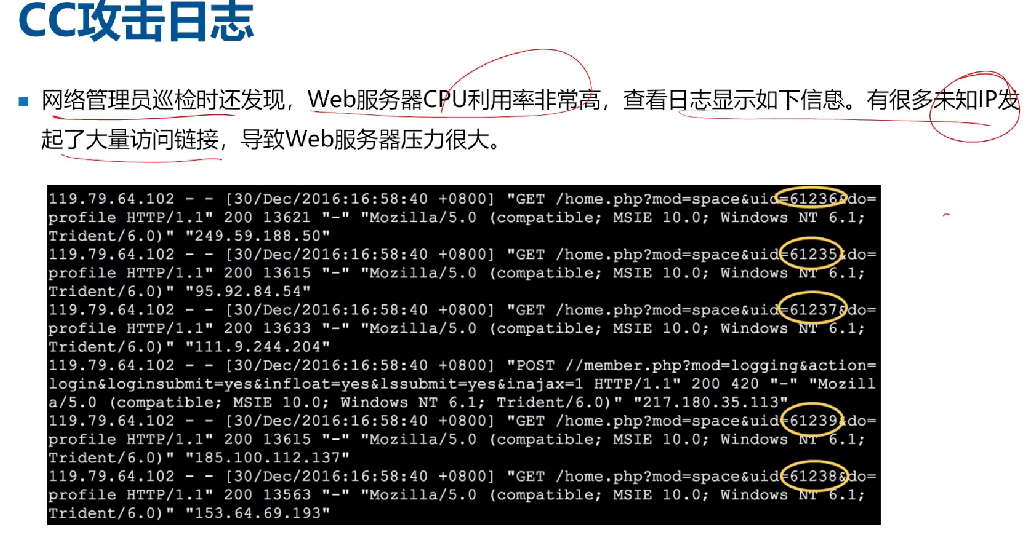 CC攻击日志
网络管理员巡检时还发现，Web服务器CPU利用率非常高，查看日志显示如下信息。有很多未知IP发
起了大量访问链接，导致Web服务器压力很大。
119.79.64.102 - - [30/Dec/2016:16:58:40 +0800] "GET /home.php?mod=space&uid=61236&do=
profile HTTP/1.1" 200 13621 "-" "Mozilla/5.0 (compatible; MSIE 10.0; Windows NT 6.1;
Trident/6.0)" "249.59.188.50"
119.79.64.102 - - [30/Dec/2016:16:58:40 +0800] "GET /home.php?mod=space&uid=61235&do=
profile HTTP/1.1" 200 13615 "-" "Mozilla/5.0 (compatible; MSIE 10.0; Windows NT 6.1;
Trident/6.0)" "95.92.84.54"
119.79.64.102 - - [30/Dec/2016:16:58:40 +0800] "GET /home.php?mod=space&uid=61237&do=
profile HTTP/1.1" 200 13633 "-" "Mozilla/5.0 (compatible; MSIE 10.0; Windows NT 6.1;
Trident/6.0)" "111.9.244.204"
119.79.64.102 - - [30/Dec/2016:16:58:40 +0800] "POST //member.php?mod=logging&action=
login&loginsubmit=yes&infloat=yes&lssubmit=yes&inajax=1 HTTP/1.1" 200 420 "-" "Mozill
a/5.0 (compatible; MSIE 10.0; Windows NT 6.1; Trident/6.0)" "217.180.35.113"
119.79.64.102 - - [30/Dec/2016:16:58:40 +0800] "GET /home.php?mod=space&uid=61239&do=
profile HTTP/1.1" 200 13615 "-" "Mozilla/5.0 (compatible; MSIE 10.0; Windows NT 6.1;
Trident/6.0)" "185.100.112.137"
119.79.64.102 - - [30/Dec/2016:16:58:40 +0800] "GET /home.php?mod=space&uid=61238&do=
profile HTTP/1.1" 200 13563 "-" "Mozilla/5.0 (compatible; MSIE 10.0; Windows NT 6.1;
Trident/6.0)" "153.64.69.193"